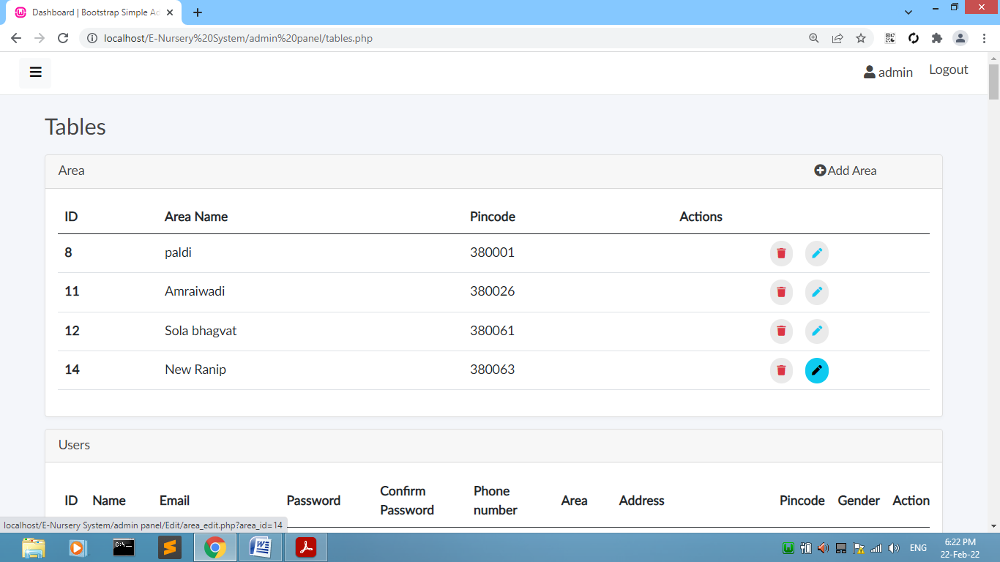 Dashboard | Bootstrap Simple Ad
localhost/E-Nursery%20System/admin%20panel/tables.php
admin
Logout
Tables
Area
Add Area
ID Area Name Pincode Actions
8 paldi 380001
11 Amraiwadi 380026
12 Sola bhagvat 380061
14 New Ranip 380063
Users
ID Name Email Password Confirm Password Phone number Area Address Pincode Gender Action
localhost/E-Nursery System/admin panel/Edit/area_edit.php?area_id=14
ENG
6:22 PM
22-Feb-22